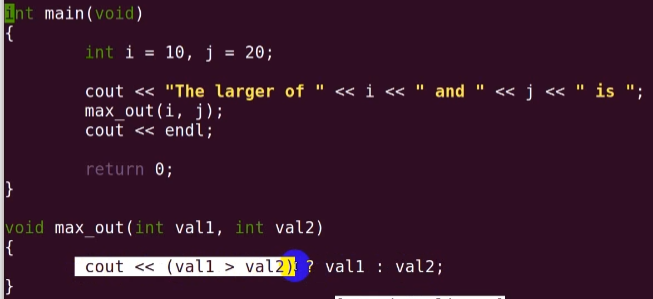 int main(void)
{
int i = 10, j = 20;
cout << "The larger of " << i << " and " << j << " is ";
max_out(i, j);
cout << endl;
return 0;
}
void max_out(int val1, int val2)
{
cout << (val1 > val2) ? val1 : val2;
}